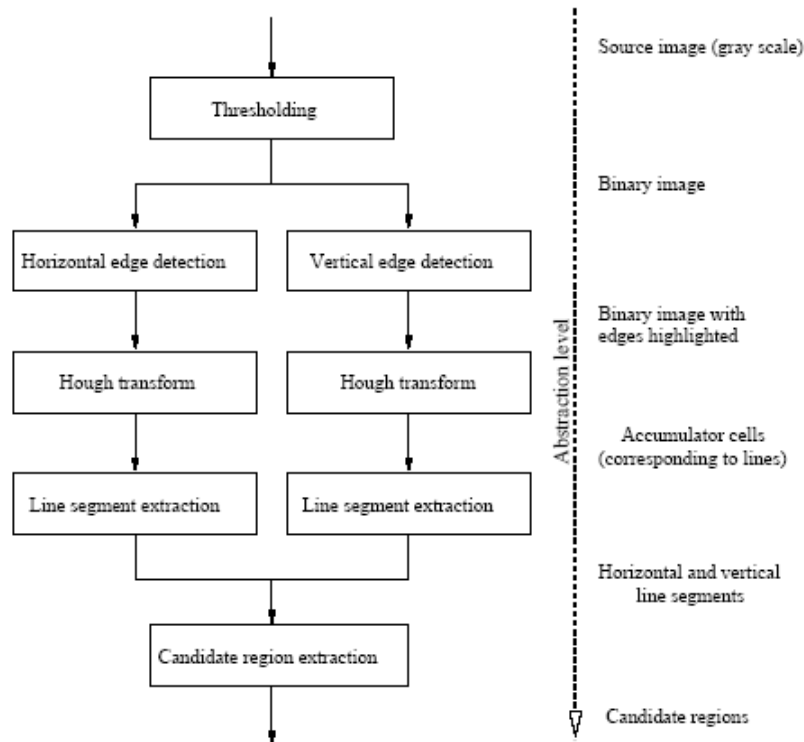 Source image (gray scale)
Thresholding
Binary image
Horizontal edge detection
Vertical edge detection
Binary image with
edges highlighted
Abstraction level
Hough transform
Hough transform
Accumulator cells
(corresponding to lines)
Line segment extraction
Line segment extraction
Horizontal and vertical
line segments
Candidate region extraction
Candidate regions